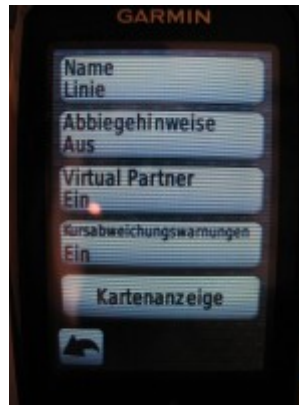 GARMIN
Name
Linie
Abbiegehinweise
Aus
Virtual Partner
Ein
Kursabweichungswarnungen
Ein
Kartenanzeige